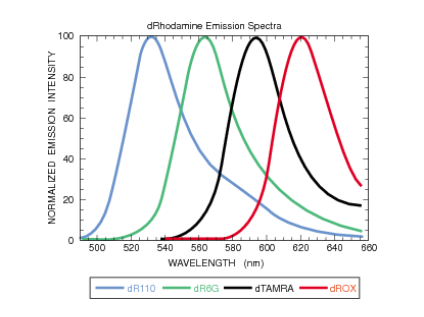 dRhodamine Emission Spectra
NORMALIZED EMISSION INTENSITY
100
80
60
40
20
0
500 520 540 560 580 600 620 640 660
WAVELENGTH (nm)
dR110 dR6G dTAMRA dROX